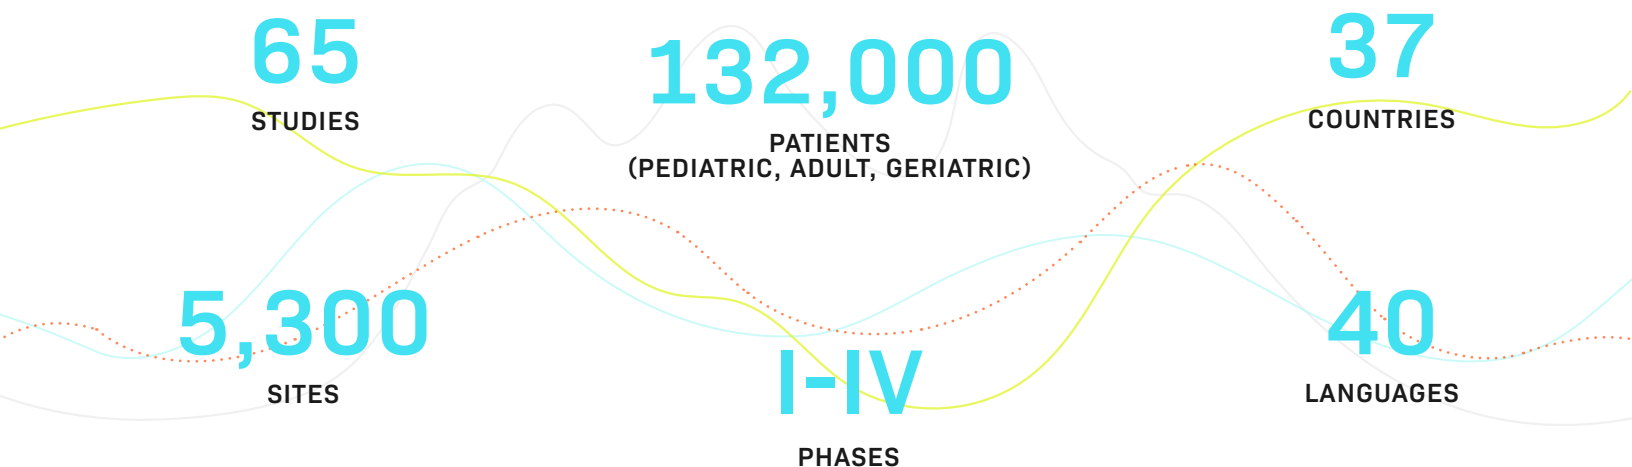 65
STUDIES
132,000
PATIENTS
(PEDIATRIC, ADULT, GERIATRIC)
37
COUNTRIES
5,300
SITES
I-IV
PHASES
40
LANGUAGES